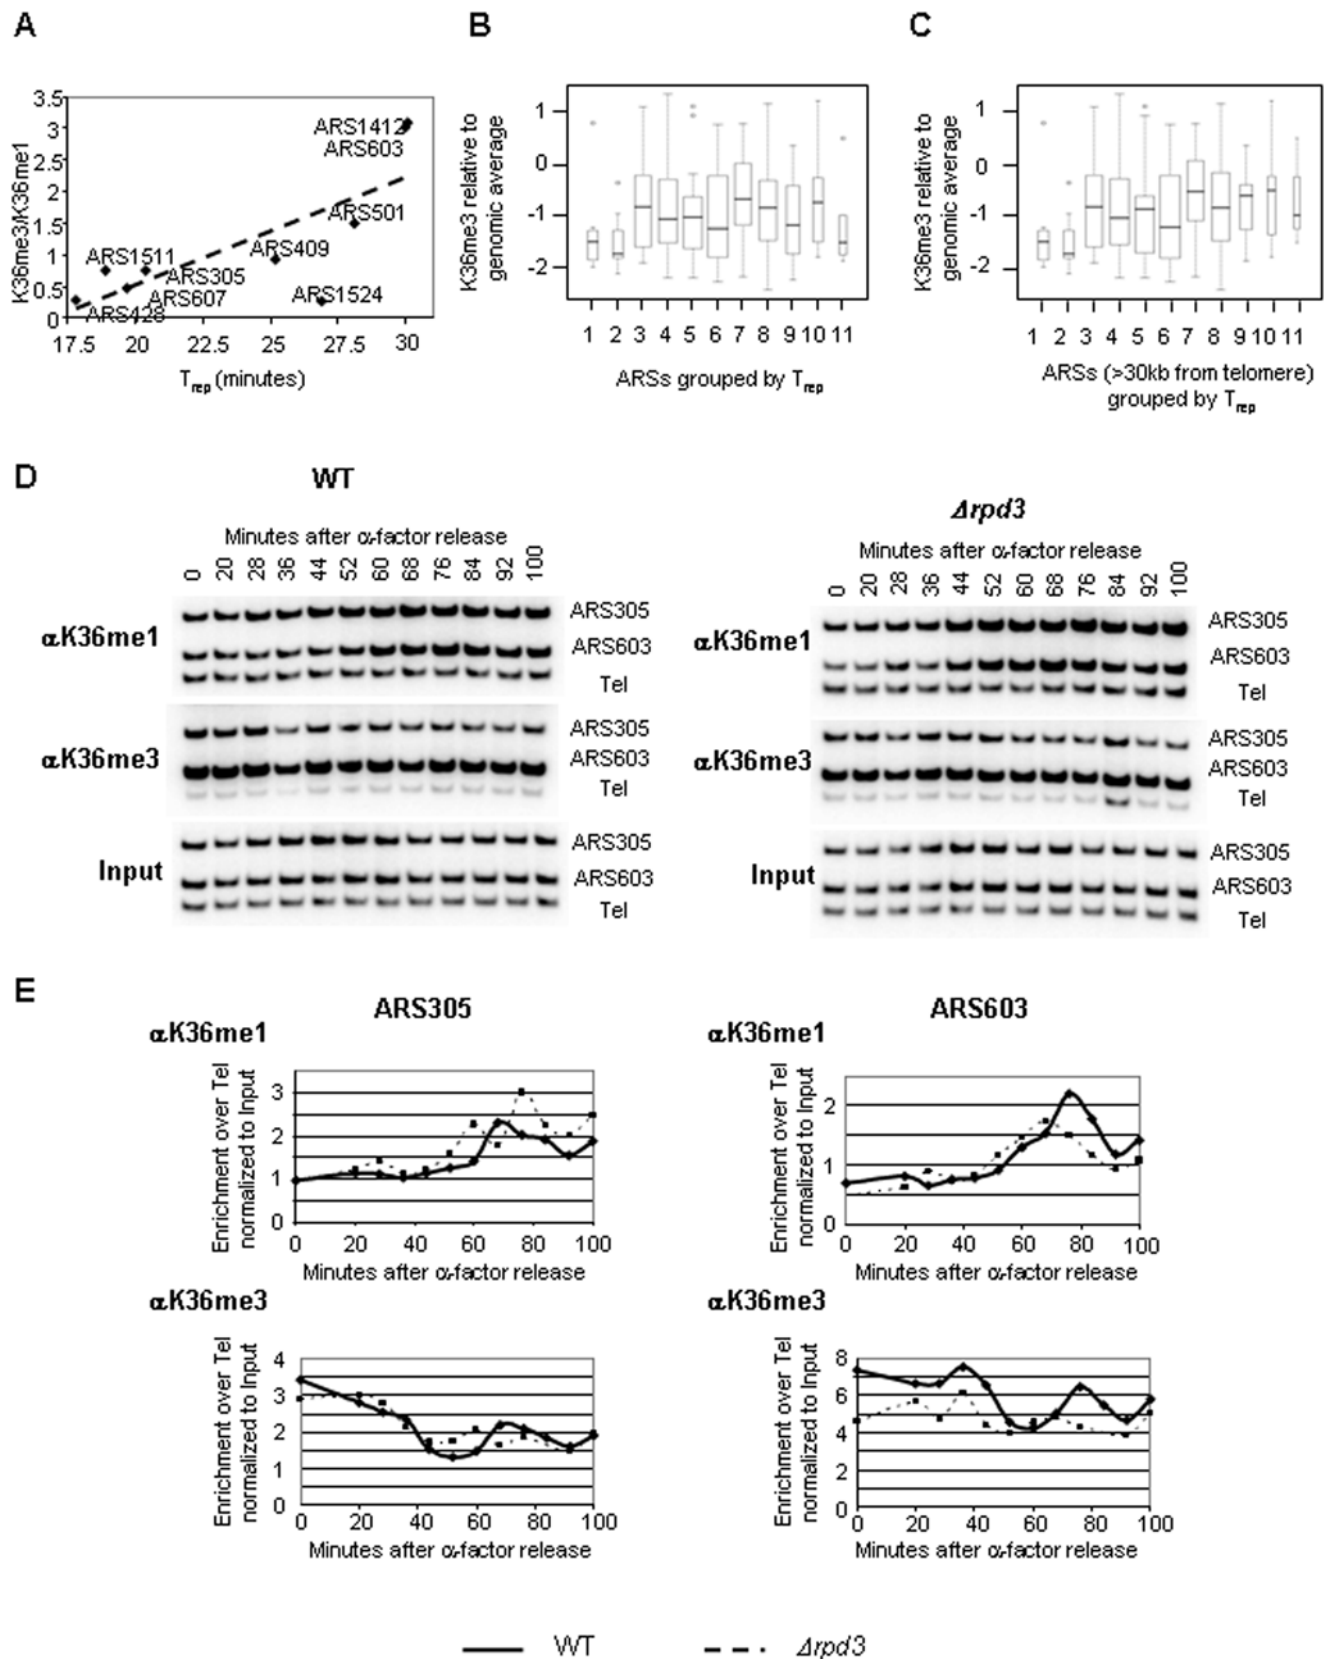 A
K36me3/K36me1
3.5
3
2.5
2
1.5
1
0.5
0
ARS1412
ARS603
ARS501
ARS409
ARS1511
ARS305
ARS607
ARS1524
ARS428
17.5 20 22.5 25 27.5 30
Trep (minutes)
B
K36me3 relative to
genomic average
1
0
-1
-2
1 2 3 4 5 6 7 8 9 10 11
ARSs grouped by Trep
C
K36me3 relative to
genomic average
1
0
-1
-2
1 2 3 4 5 6 7 8 9 10 11
ARSs (>30kb from telomere)
grouped by Trep
D
WT
Minutes after α-factor release
0 20 28 36 44 52 60 68 76 84 92 100
αK36me1
ARS305
ARS603
Tel
αK36me3
ARS305
ARS603
Tel
Input
ARS305
ARS603
Tel
Δrpd3
Minutes after α-factor release
0 20 28 36 44 52 60 68 76 84 92 100
αK36me1
ARS305
ARS603
Tel
αK36me3
ARS305
ARS603
Tel
Input
ARS305
ARS603
Tel
E
ARS305
αK36me1
Enrichment over Tel
normalized to Input
3
2
1
0
0 20 40 60 80 100
Minutes after α-factor release
αK36me3
Enrichment over Tel
normalized to Input
4
3
2
1
0
0 20 40 60 80 100
Minutes after α-factor release
ARS603
αK36me1
Enrichment over Tel
normalized to Input
2
1
0
0 20 40 60 80 100
Minutes after α-factor release
αK36me3
Enrichment over Tel
normalized to Input
8
6
4
2
0
0 20 40 60 80 100
Minutes after α-factor release
WT
Δrpd3